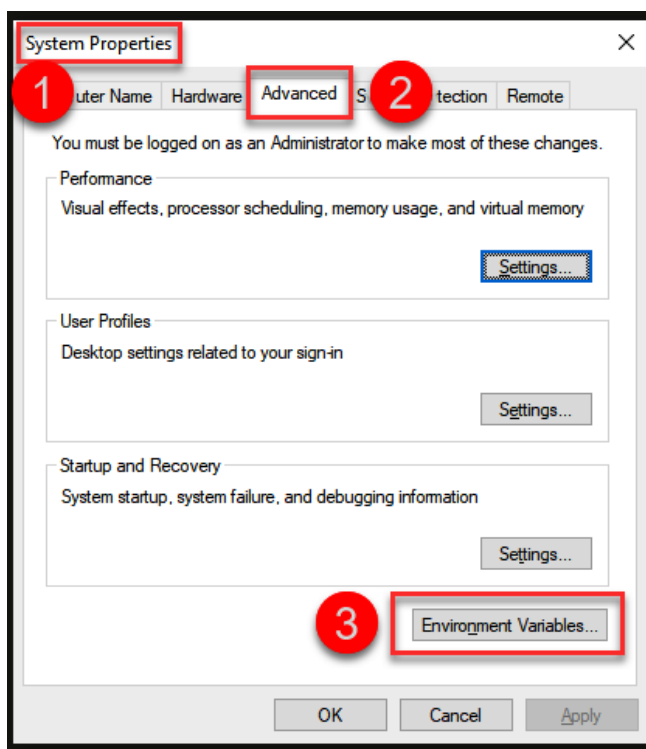 System Properties
1 uter Name Hardware Advanced S 2 tection Remote
You must be logged on as an Administrator to make most of these changes.
Performance
Visual effects, processor scheduling, memory usage, and virtual memory
Settings...
User Profiles
Desktop settings related to your sign-in
Settings...
Startup and Recovery
System startup, system failure, and debugging information
Settings...
3 Environment Variables...
OK Cancel Apply